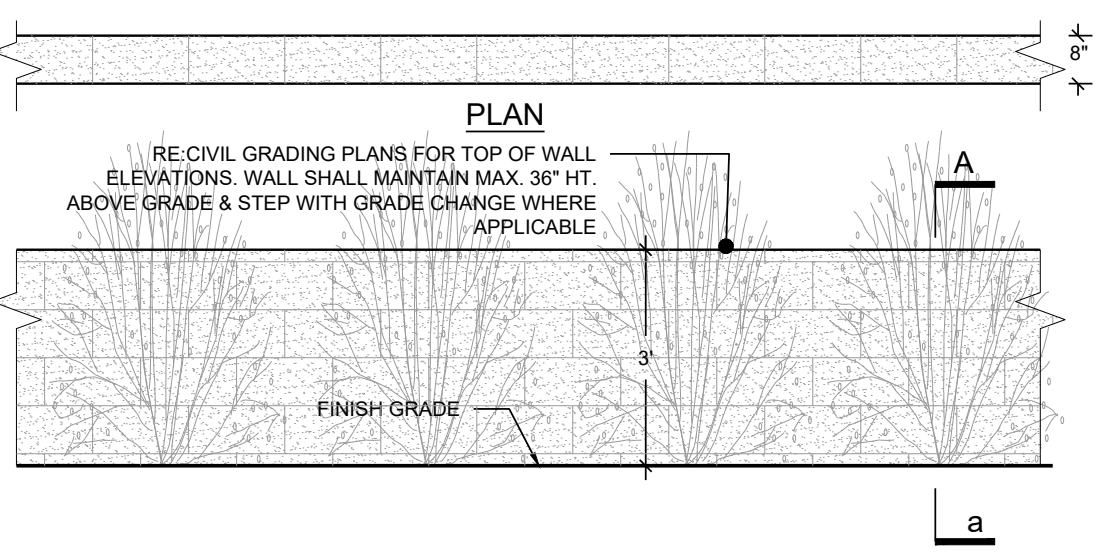 8"
PLAN
RE:CIVIL GRADING PLANS FOR TOP OF WALL
ELEVATIONS. WALL SHALL MAINTAIN MAX. 36" HT.
ABOVE GRADE & STEP WITH GRADE CHANGE WHERE
APPLICABLE
A
3'
FINISH GRADE
a